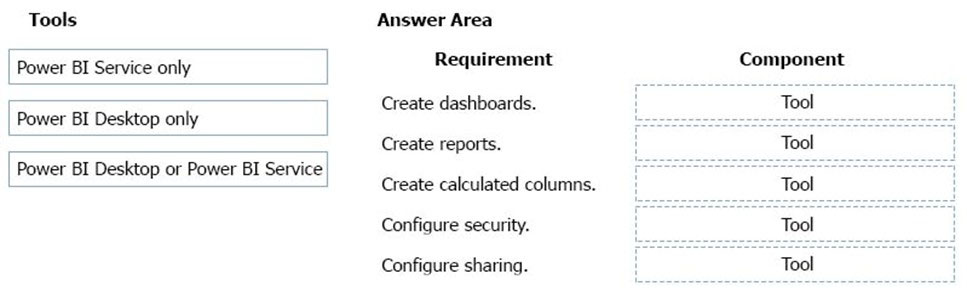 Tools
Power BI Service only
Power BI Desktop only
Power BI Desktop or Power BI Service
Answer Area
Requirement Component
Create dashboards. Tool
Create reports. Tool
Create calculated columns. Tool
Configure security. Tool
Configure sharing. Tool